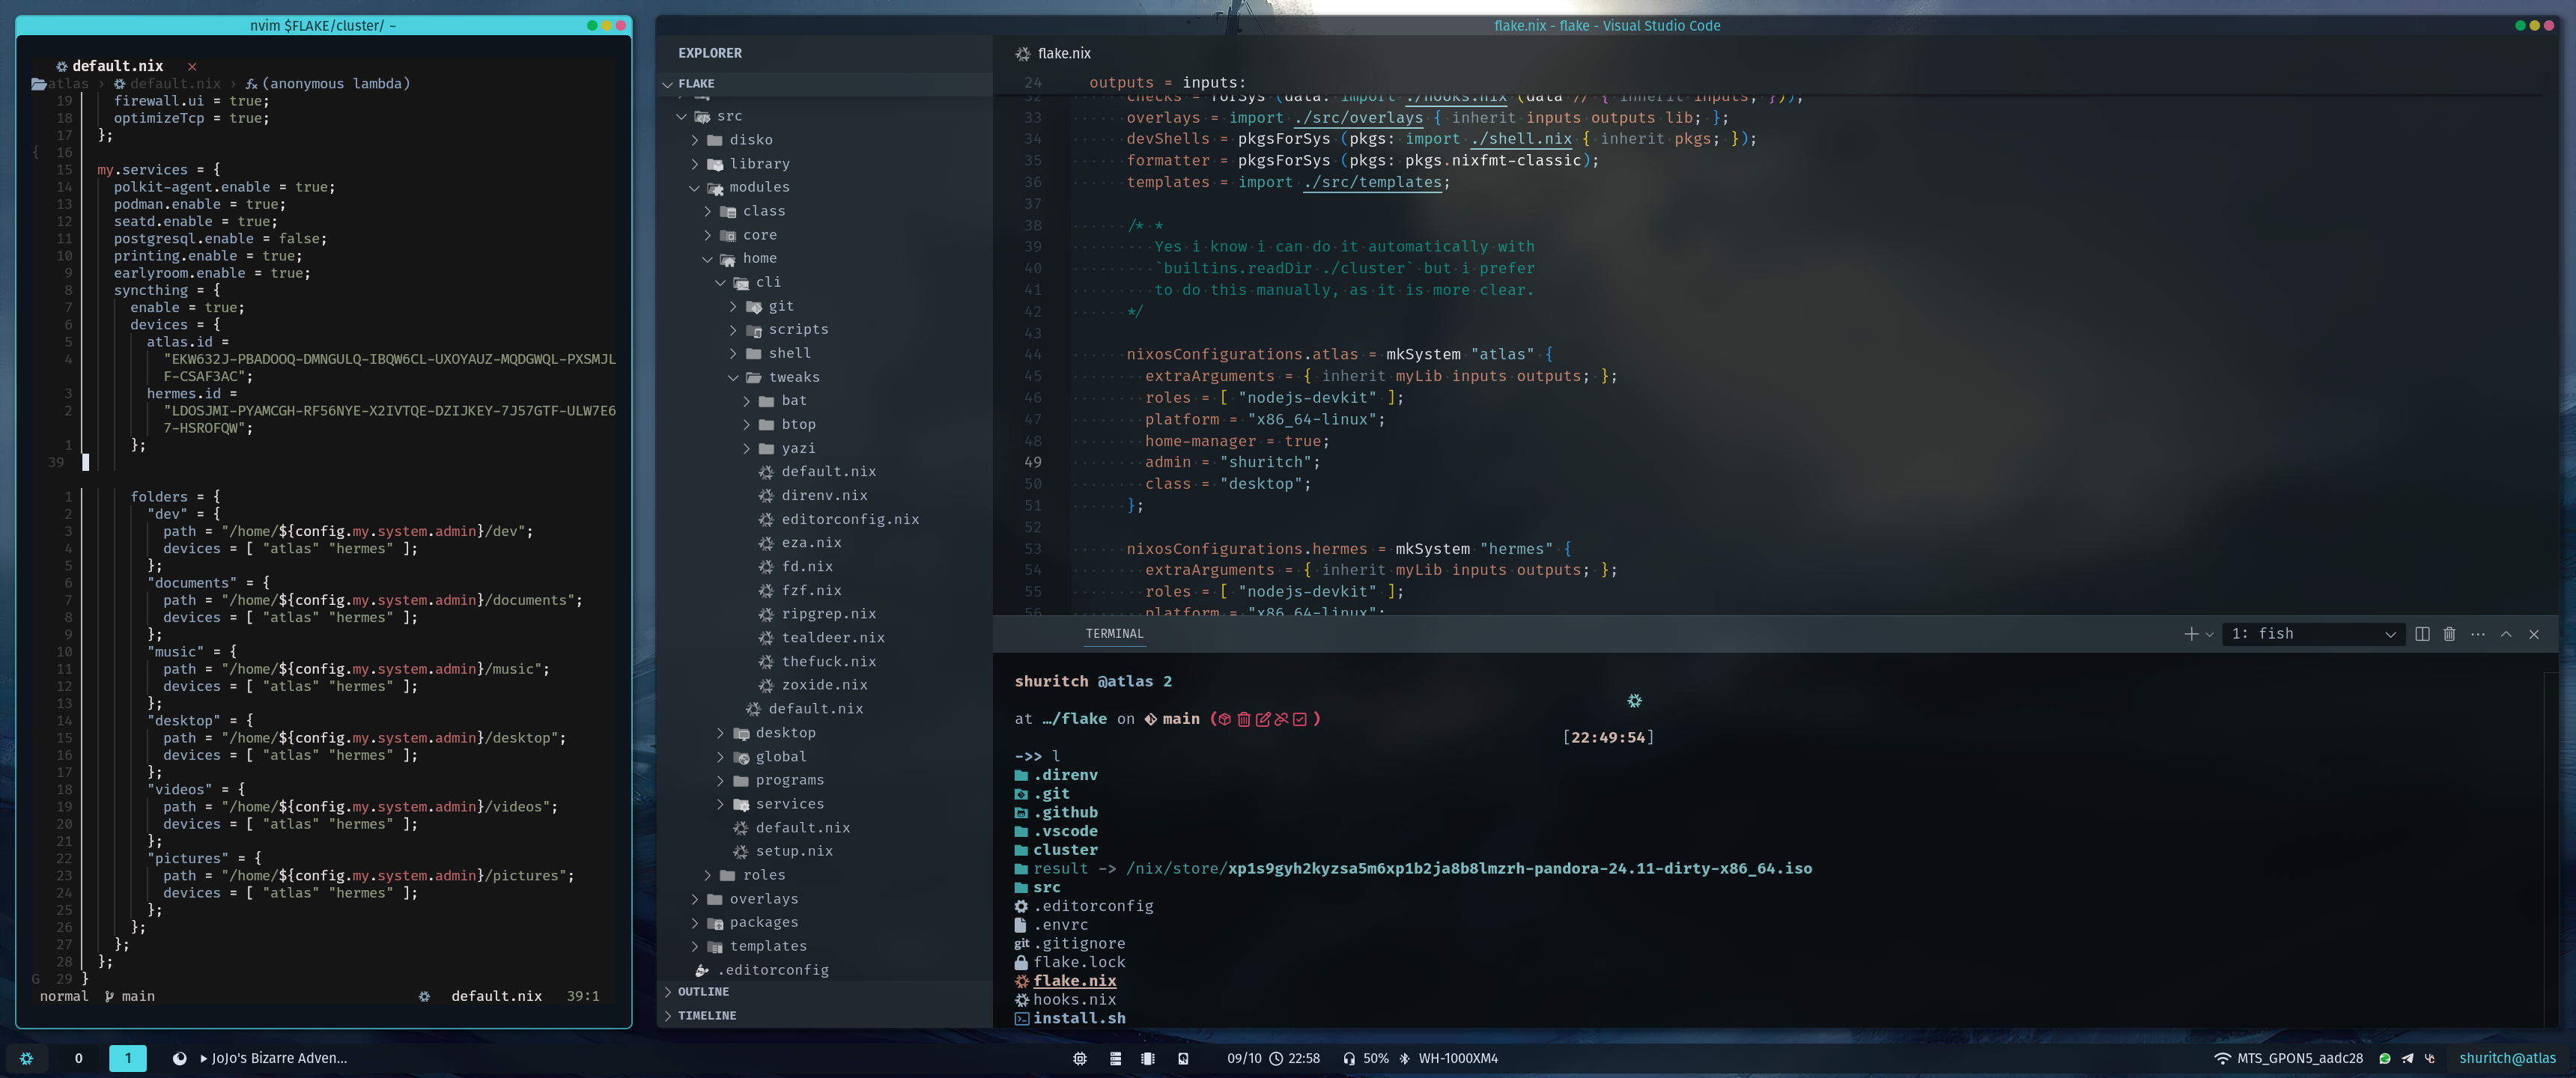 nvim $FLAKE/cluster/ ~
default.nix ×
atlas › default.nix › (anonymous lambda)
19 firewall.ui = true;
18 optimizeTcp = true;
17 };
{ 16
15 my.services = {
14 polkit-agent.enable = true;
13 podman.enable = true;
12 seatd.enable = true;
11 postgresql.enable = false;
10 printing.enable = true;
9 earlyroom.enable = true;
8 syncthing = {
7 enable = true;
6 devices = {
5 atlas.id =
4 "EKW632J-PBADOOQ-DMNGULQ-IBQW6CL-UXOYAUZ-MQDGWQL-PXSMJL
F-CSAF3AC";
3 hermes.id =
2 "LDOSJMI-PYAMCGH-RF56NYE-X2IVTQE-DZIJKEY-7J57GTF-ULW7E6
7-HSROFQW";
1 };
39
1 folders = {
2 "dev" = {
3 path = "/home/${config.my.system.admin}/dev";
4 devices = [ "atlas" "hermes" ];
5 };
6 "documents" = {
7 path = "/home/${config.my.system.admin}/documents";
8 devices = [ "atlas" "hermes" ];
9 };
10 "music" = {
11 path = "/home/${config.my.system.admin}/music";
12 devices = [ "atlas" "hermes" ];
13 };
14 "desktop" = {
15 path = "/home/${config.my.system.admin}/desktop";
16 devices = [ "atlas" "hermes" ];
17 };
18 "videos" = {
19 path = "/home/${config.my.system.admin}/videos";
20 devices = [ "atlas" "hermes" ];
21 };
22 "pictures" = {
23 path = "/home/${config.my.system.admin}/pictures";
24 devices = [ "atlas" "hermes" ];
25 };
26 };
27 };
28 };
G 29 }
normal main default.nix 39:1
flake.nix - flake - Visual Studio Code
EXPLORER
FLAKE
src
disko
library
modules
class
core
home
cli
git
scripts
shell
tweaks
bat
btop
yazi
default.nix
direnv.nix
editorconfig.nix
eza.nix
fd.nix
fzf.nix
ripgrep.nix
tealdeer.nix
thefuck.nix
zoxide.nix
default.nix
desktop
global
programs
services
default.nix
setup.nix
roles
overlays
packages
templates
.editorconfig
OUTLINE
TIMELINE
flake.nix
24 outputs = inputs:
32 checks = forSys (data: import ./hooks.nix (data // { inherit inputs; }));
33 overlays = import ./src/overlays { inherit inputs outputs lib; };
34 devShells = pkgsForSys (pkgs: import ./shell.nix { inherit pkgs; });
35 formatter = pkgsForSys (pkgs: pkgs.nixfmt-classic);
36 templates = import ./src/templates;
37
38 /* *
39 Yes i know i can do it automatically with
40 `builtins.readDir ./cluster` but i prefer
41 to do this manually, as it is more clear.
42 */
43
44 nixosConfigurations.atlas = mkSystem "atlas" {
45 extraArguments = { inherit myLib inputs outputs; };
46 roles = [ "nodejs-devkit" ];
47 platform = "x86_64-linux";
48 home-manager = true;
49 admin = "shuritch";
50 class = "desktop";
51 };
52
53 nixosConfigurations.hermes = mkSystem "hermes" {
54 extraArguments = { inherit myLib inputs outputs; };
55 roles = [ "nodejs-devkit" ];
56 platform = "x86_64-linux";
TERMINAL
1: fish
shuritch @atlas 2
at …/flake on main ( )
[22:49:54]
->> l
.direnv
.git
.github
.vscode
cluster
result -> /nix/store/xp1s9gyh2kyzsa5m6xp1b2ja8b8lmzrh-pandora-24.11-dirty-x86_64.iso
src
.editorconfig
.envrc
git .gitignore
flake.lock
flake.nix
hooks.nix
install.sh
0 1 JoJo's Bizarre Adven...
09/10 22:58 50% WH-1000XM4
MTS_GPON5_aadc28 shuritch@atlas